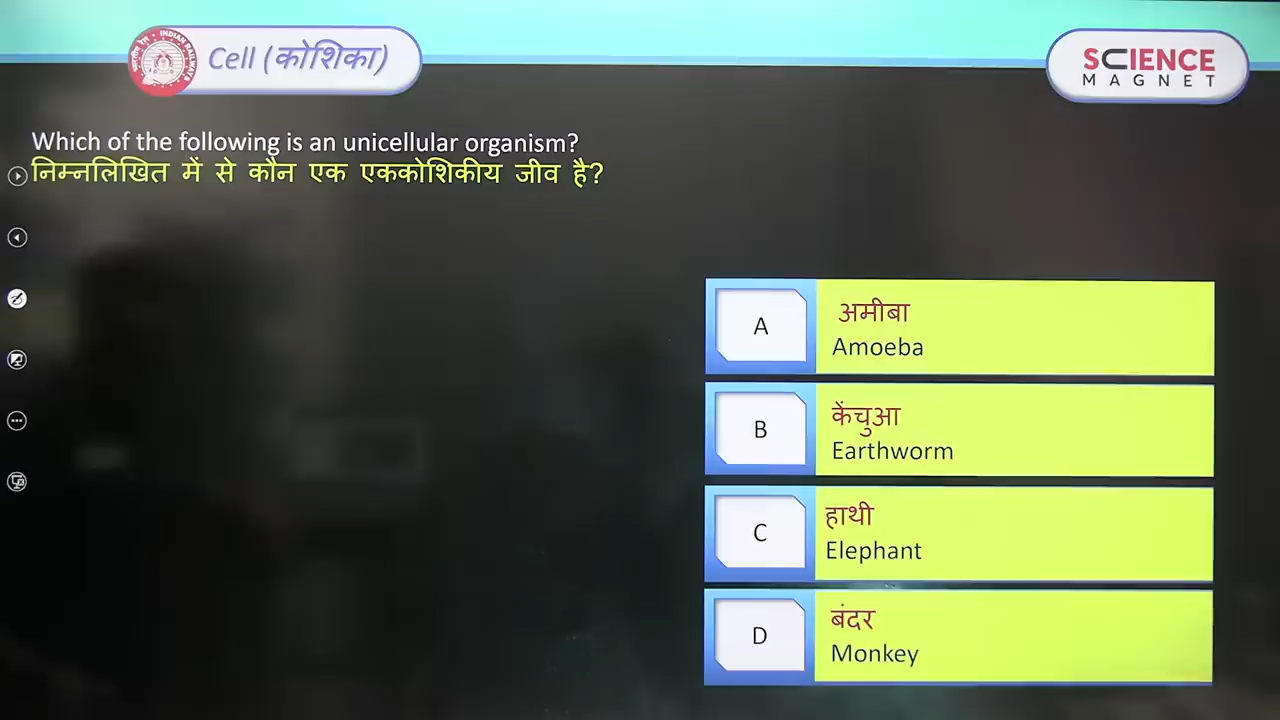 Cell (कोशिका)
SCIENCE
MAGNET
Which of the following is an unicellular organism?
निम्नलिखित में से कौन एक एककोशिकीय जीव है?
A
अमीबा
Amoeba
B
केंचुआ
Earthworm
C
हाथी
Elephant
D
बंदर
Monkey